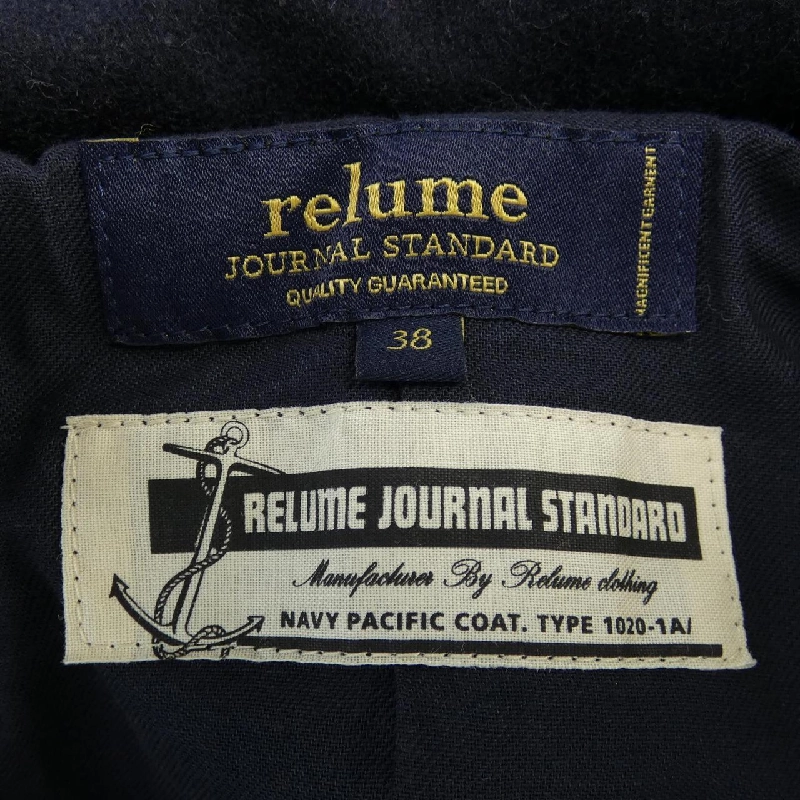 relume
JOURNAL STANDARD
QUALITY GUARANTEED
MAGNIFICENT GARMENT
38
RELUME JOURNAL STANDARD
Manufacturer By Relume clothing
NAVY PACIFIC COAT. TYPE 1020-1A/